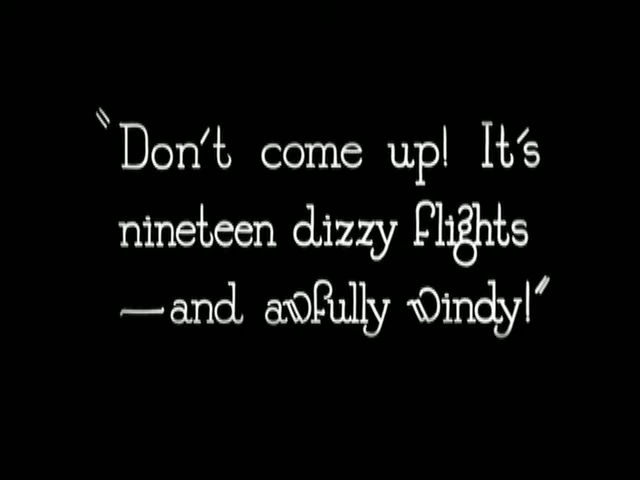 "Don't come up! It's
nineteen dizzy flights
—and awfully windy!"